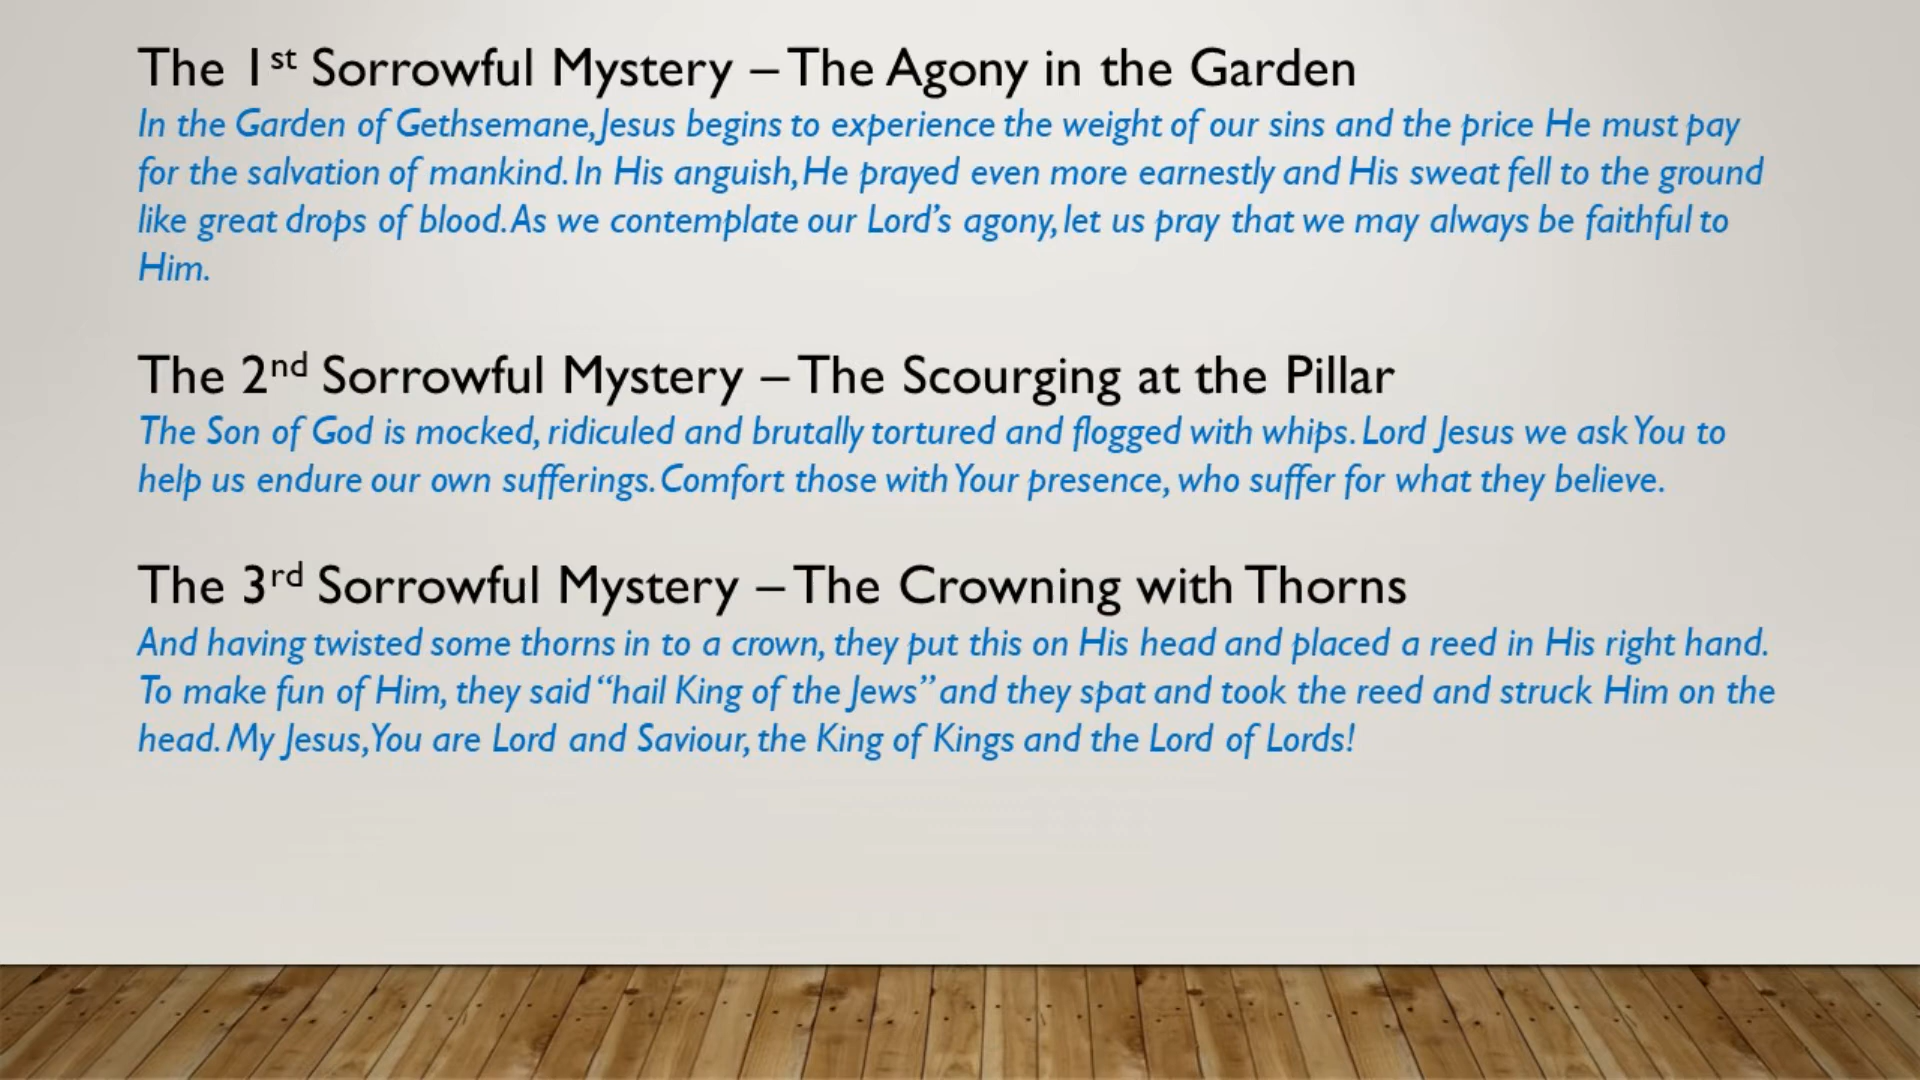 The 1st Sorrowful Mystery – The Agony in the Garden
In the Garden of Gethsemane, Jesus begins to experience the weight of our sins and the price He must pay
for the salvation of mankind. In His anguish, He prayed even more earnestly and His sweat fell to the ground
like great drops of blood. As we contemplate our Lord’s agony, let us pray that we may always be faithful to
Him.
The 2nd Sorrowful Mystery – The Scourging at the Pillar
The Son of God is mocked, ridiculed and brutally tortured and flogged with whips. Lord Jesus we ask You to
help us endure our own sufferings. Comfort those with Your presence, who suffer for what they believe.
The 3rd Sorrowful Mystery – The Crowning with Thorns
And having twisted some thorns in to a crown, they put this on His head and placed a reed in His right hand.
To make fun of Him, they said “hail King of the Jews” and they spat and took the reed and struck Him on the
head. My Jesus, You are Lord and Saviour, the King of Kings and the Lord of Lords!